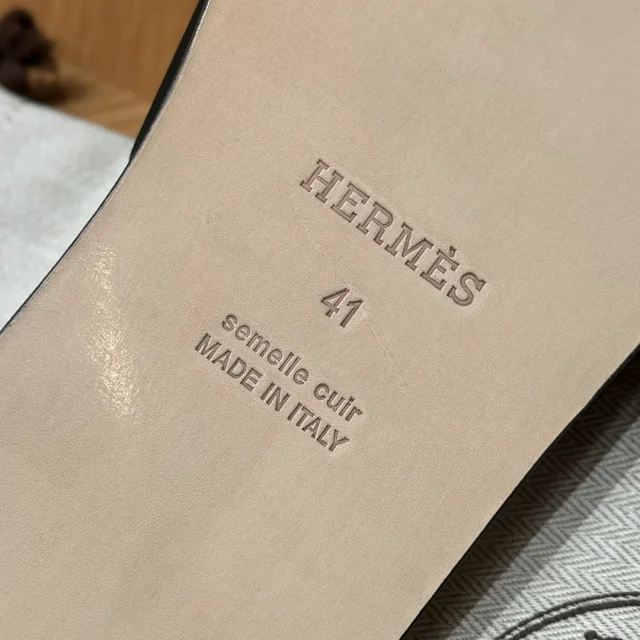 HERMÈS
41
semelle cuir
MADE IN ITALY